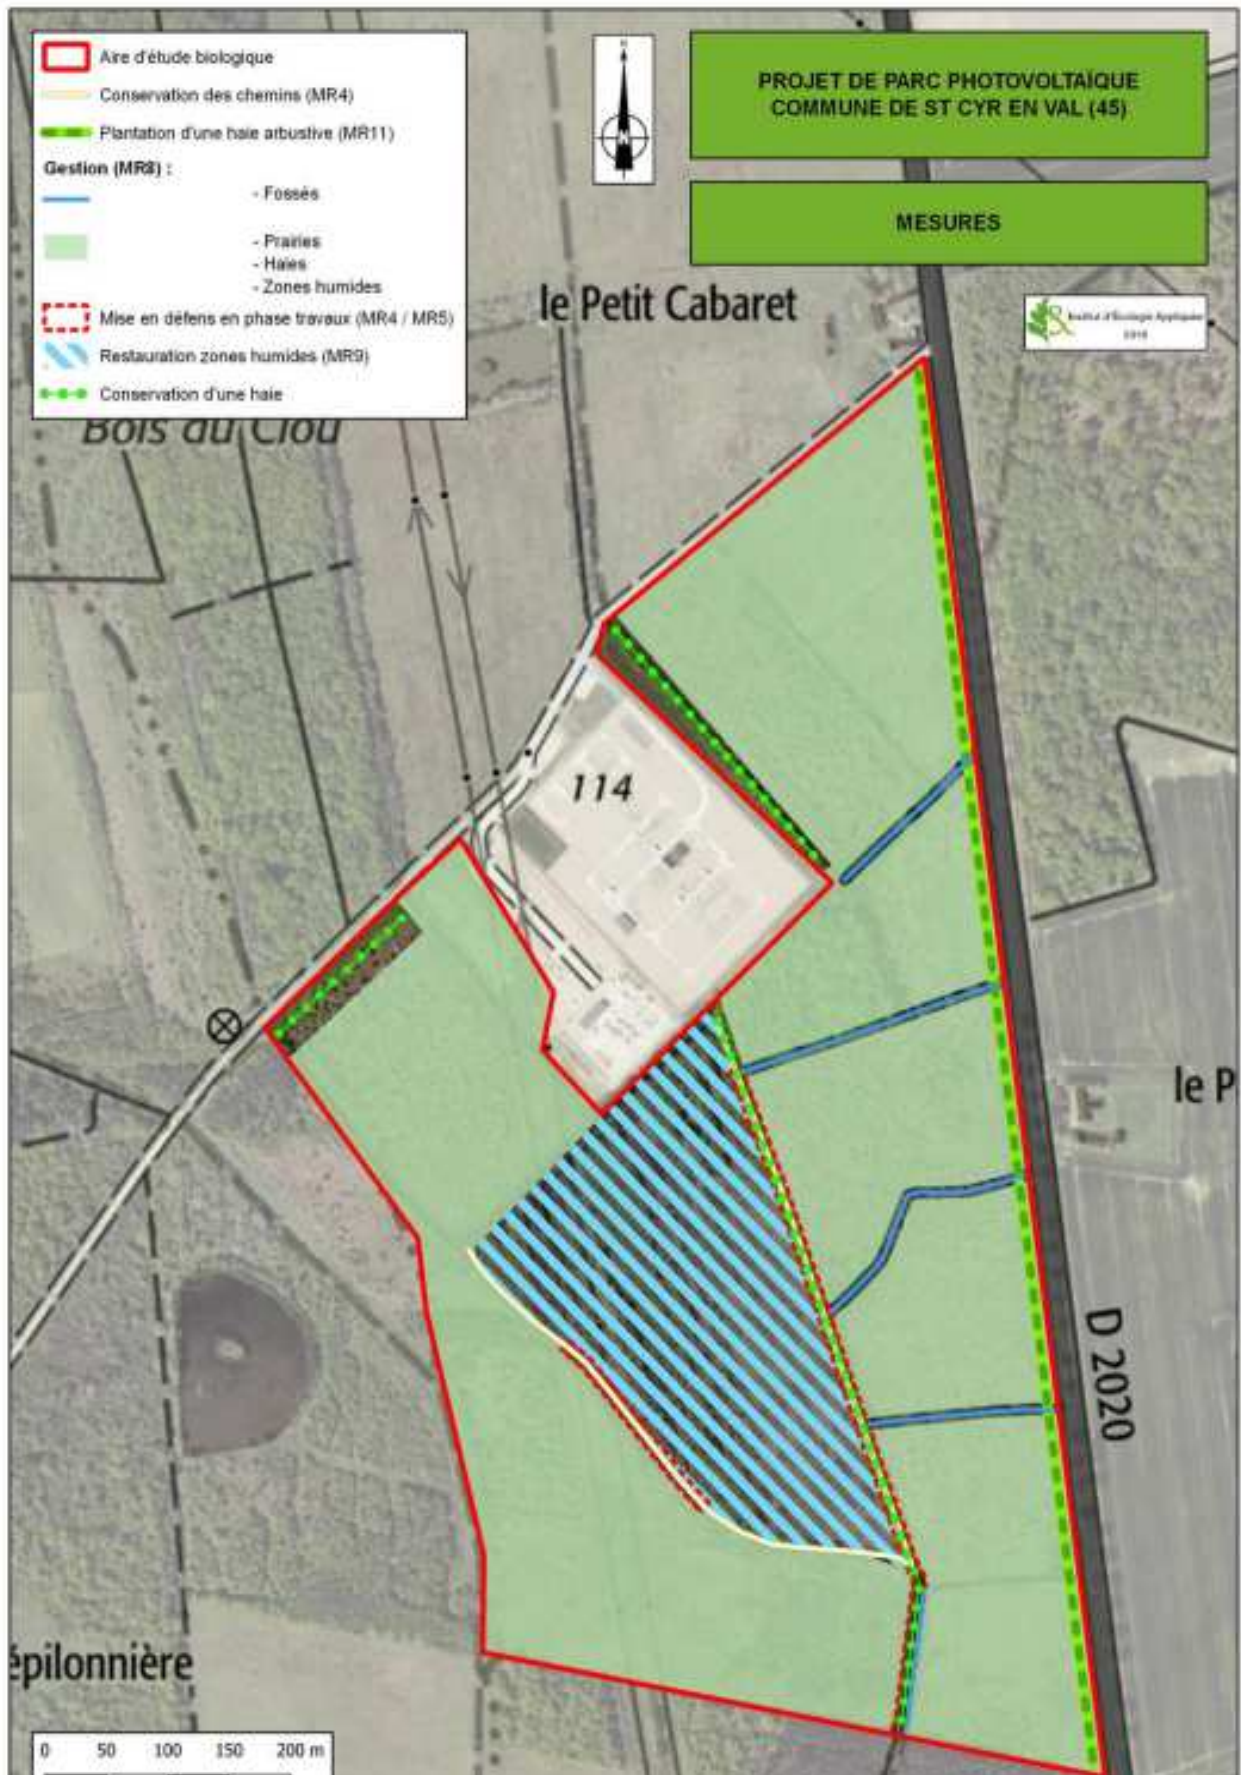 Aire d'étude biologique
Conservation des chemins (MR4)
Plantation d'une haie arbustive (MR11)
Gestion (MR8) :
- Fossés
- Prairies
- Haies
- Zones humides
Mise en défens en phase travaux (MR4 / MR5)
Restauration zones humides (MR9)
Conservation d'une haie
N
PROJET DE PARC PHOTOVOLTAÏQUE
COMMUNE DE ST CYR EN VAL (45)
MESURES
Institut d'Écologie Appliquée
le Petit Cabaret
Bois du Clou
114
le P
D 2020
épilonnière
0 50 100 150 200 m